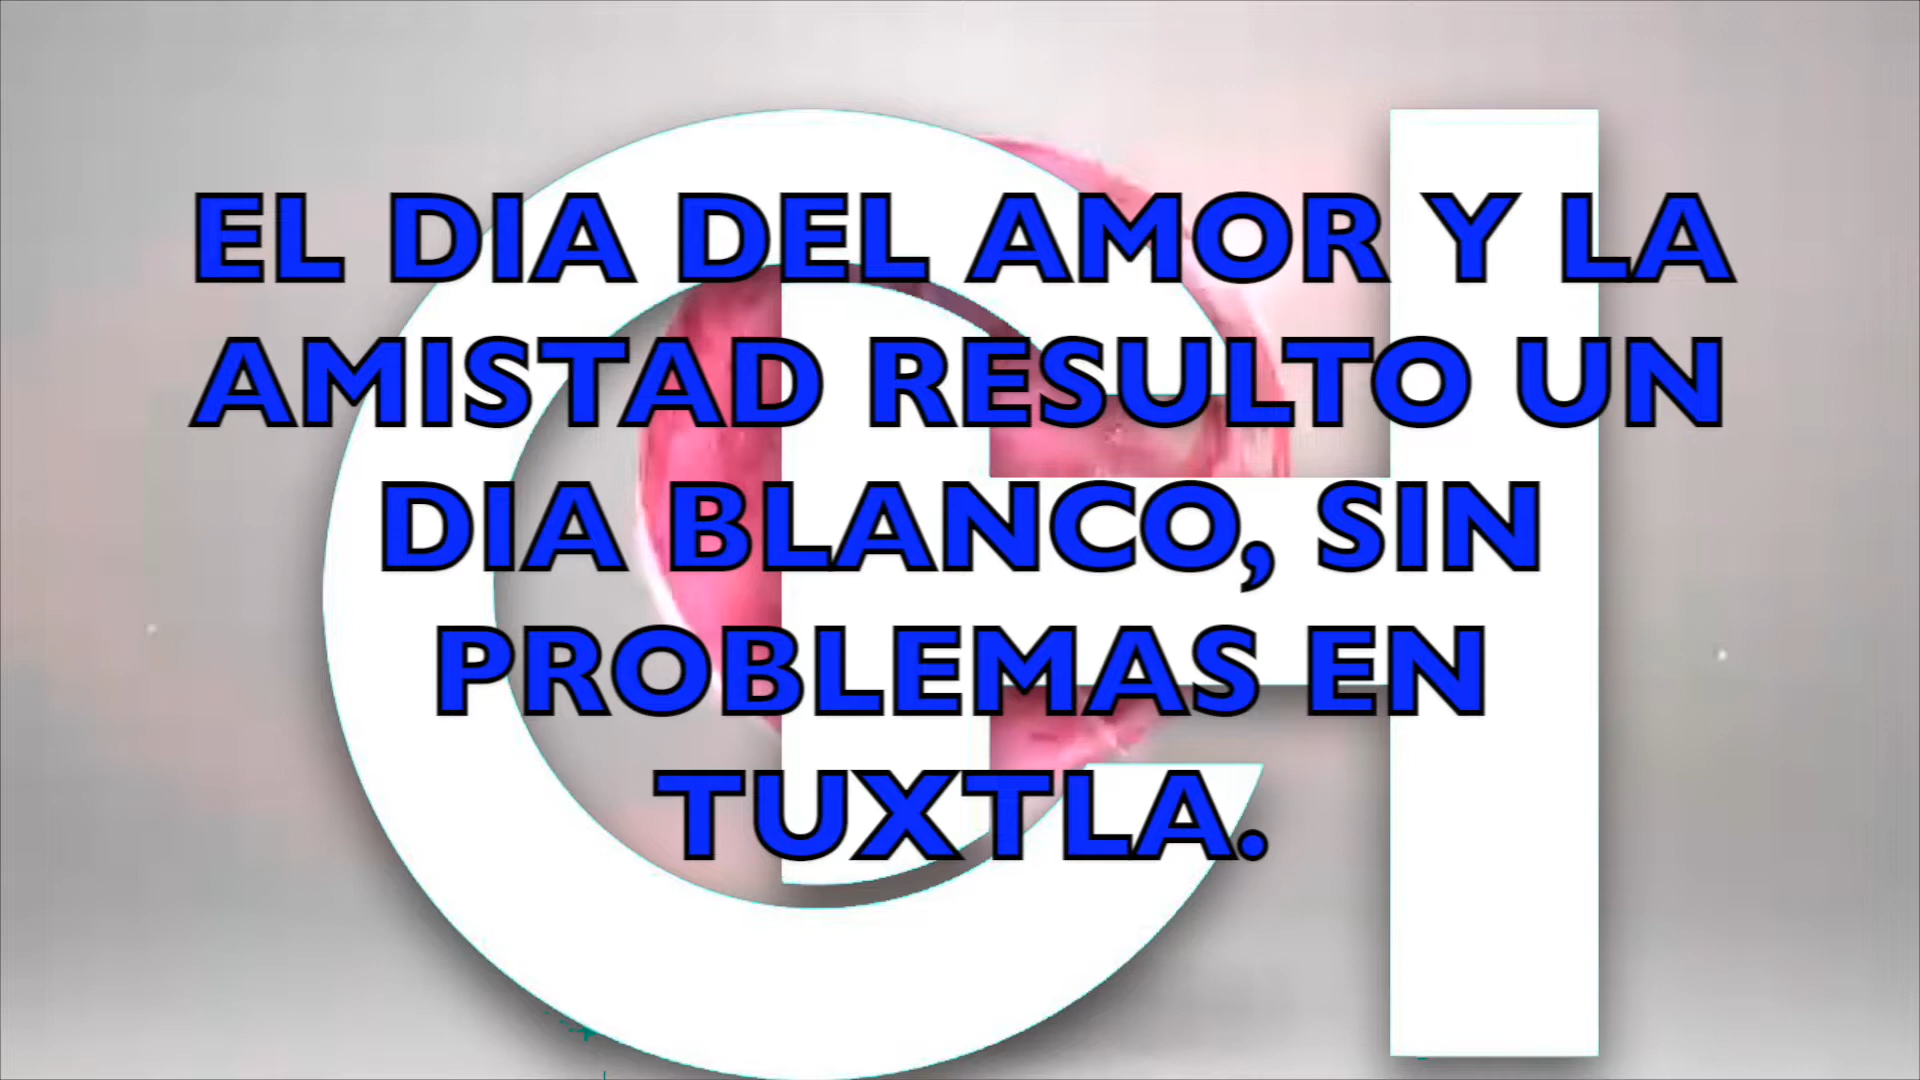 EL DIA DEL AMOR Y LA
AMISTAD RESULTO UN
DIA BLANCO, SIN
PROBLEMAS EN
TUXTLA.